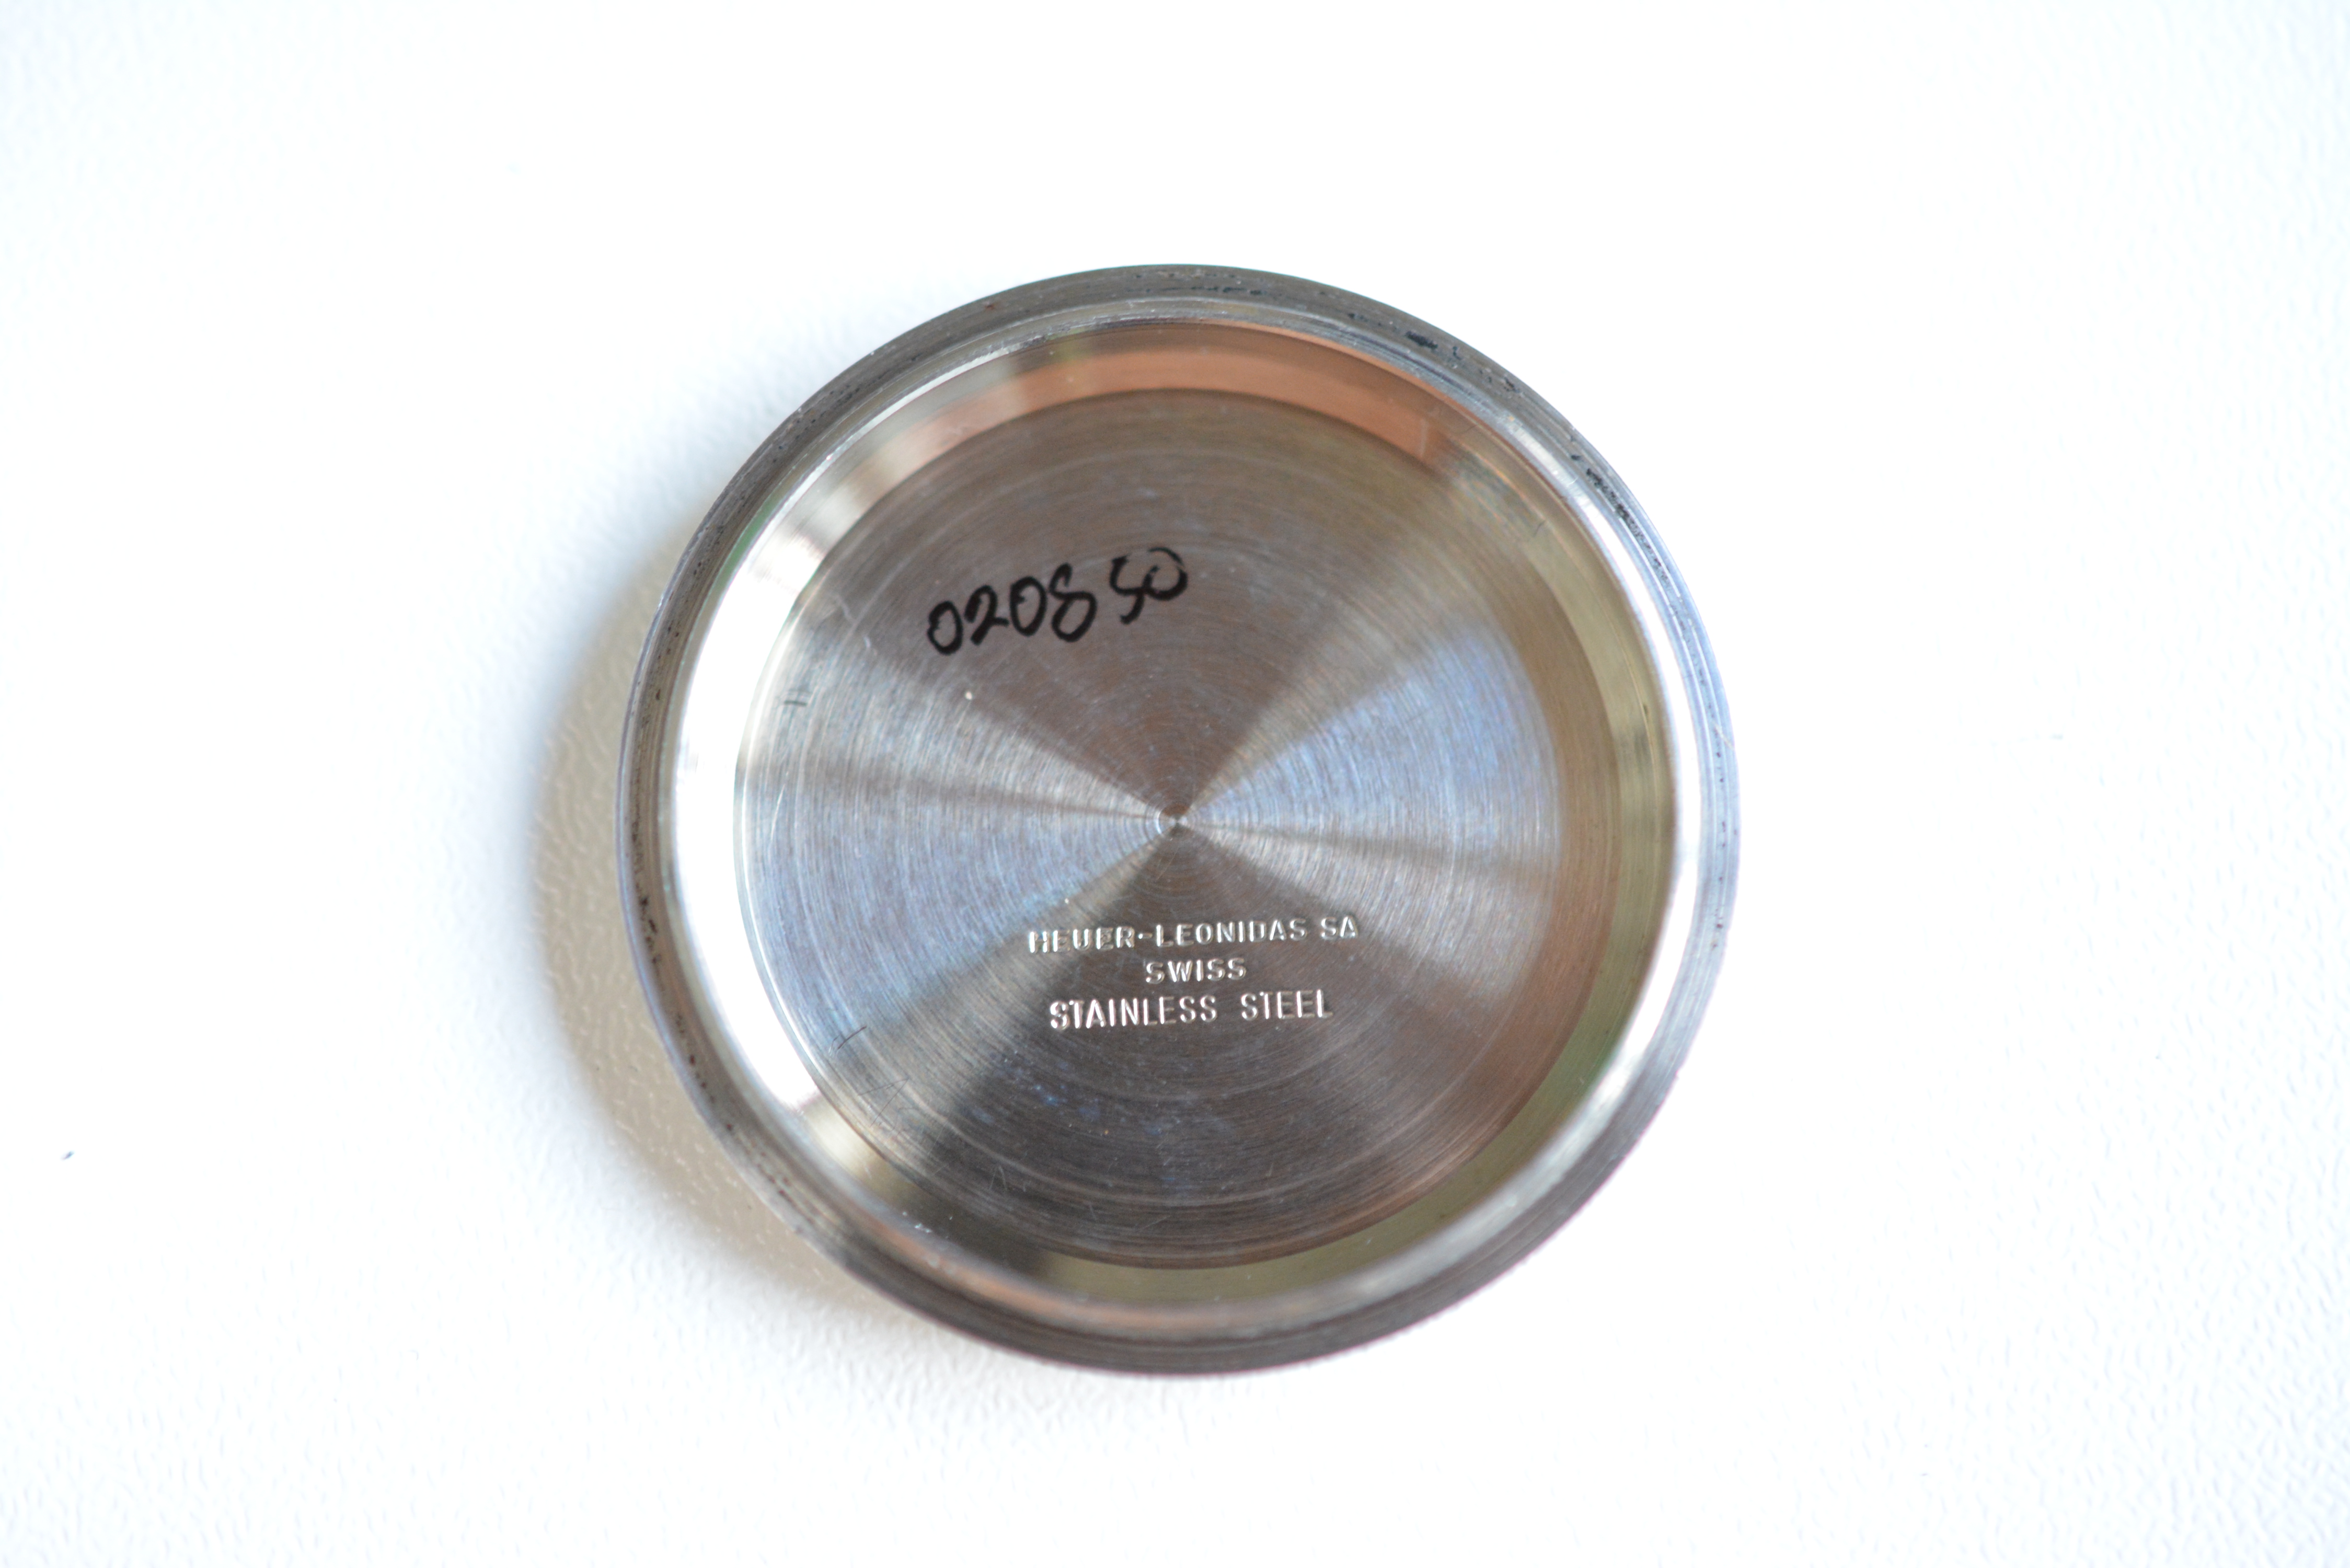 020850
HEUER-LEONIDAS SA
SWISS
STAINLESS STEEL